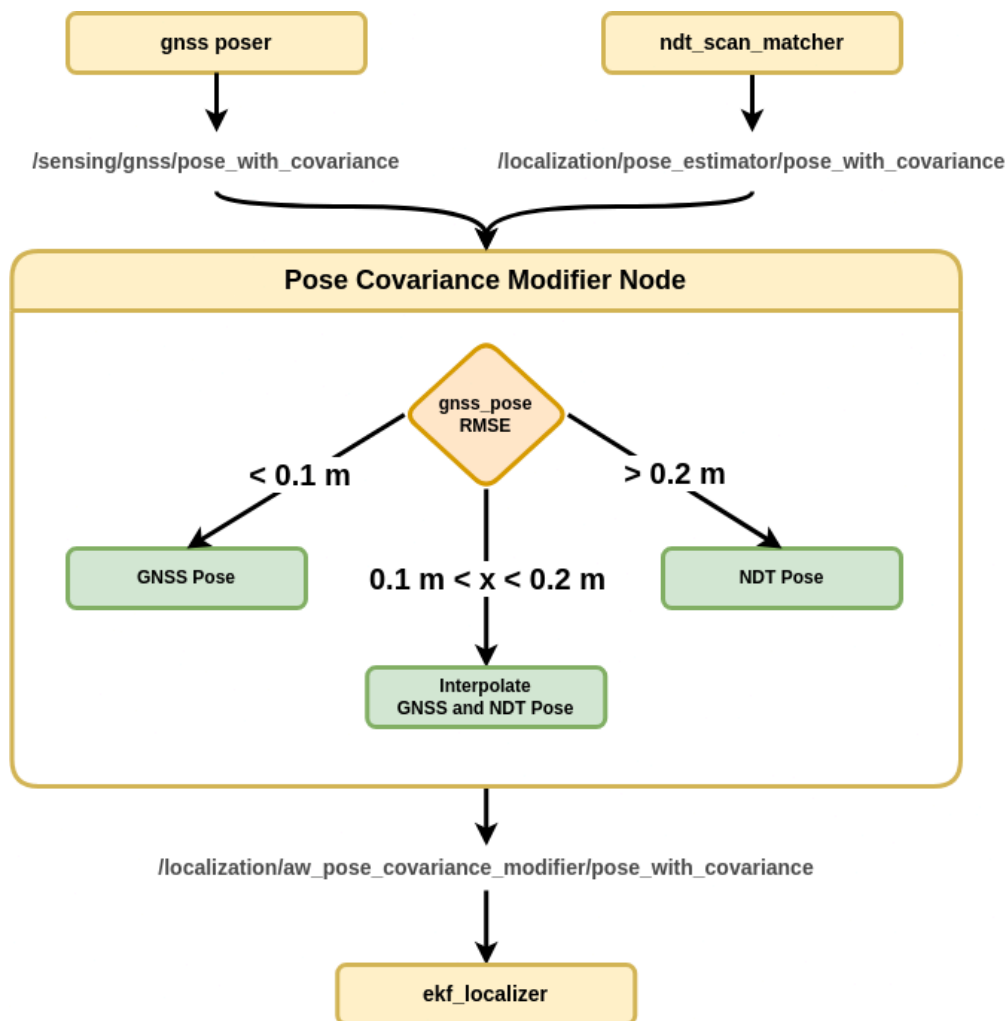 gnss poser
ndt_scan_matcher
/sensing/gnss/pose_with_covariance
/localization/pose_estimator/pose_with_covariance
Pose Covariance Modifier Node
gnss_pose
RMSE
< 0.1 m
> 0.2 m
GNSS Pose
0.1 m < x < 0.2 m
NDT Pose
Interpolate
GNSS and NDT Pose
/localization/aw_pose_covariance_modifier/pose_with_covariance
ekf_localizer